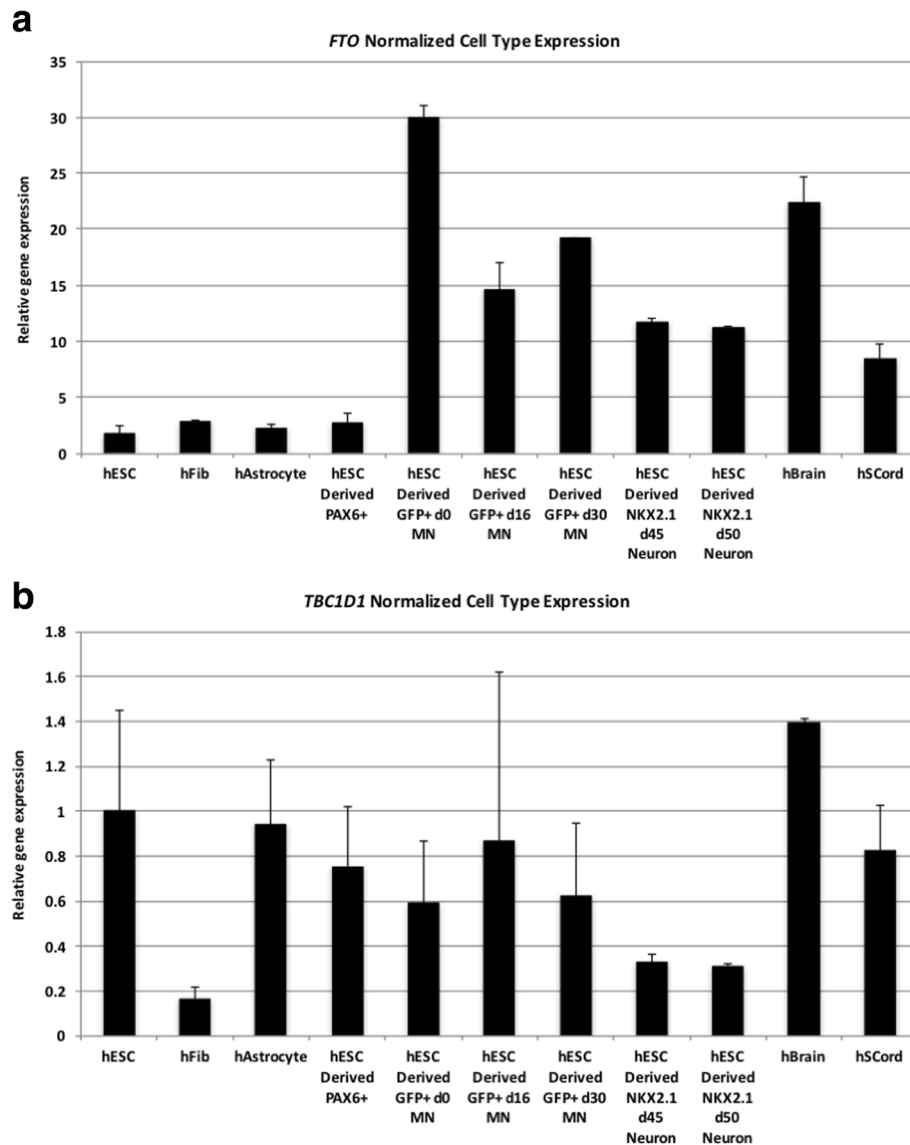 a
FTO Normalized Cell Type Expression
35
30
25
20
15
10
5
0
Relative gene expression
hESC
hFib
hAstrocyte
hESC
Derived
PAX6+
hESC
Derived
GFP+ d0
MN
hESC
Derived
GFP+ d16
MN
hESC
Derived
GFP+ d30
MN
hESC
Derived
NKX2.1
d45
Neuron
hESC
Derived
NKX2.1
d50
Neuron
hBrain
hSCord
b
TBC1D1 Normalized Cell Type Expression
1.8
1.6
1.4
1.2
1
0.8
0.6
0.4
0.2
0
Relative gene expression
hESC
hFib
hAstrocyte
hESC
Derived
PAX6+
hESC
Derived
GFP+ d0
MN
hESC
Derived
GFP+ d16
MN
hESC
Derived
GFP+ d30
MN
hESC
Derived
NKX2.1
d45
Neuron
hESC
Derived
NKX2.1
d50
Neuron
hBrain
hSCord